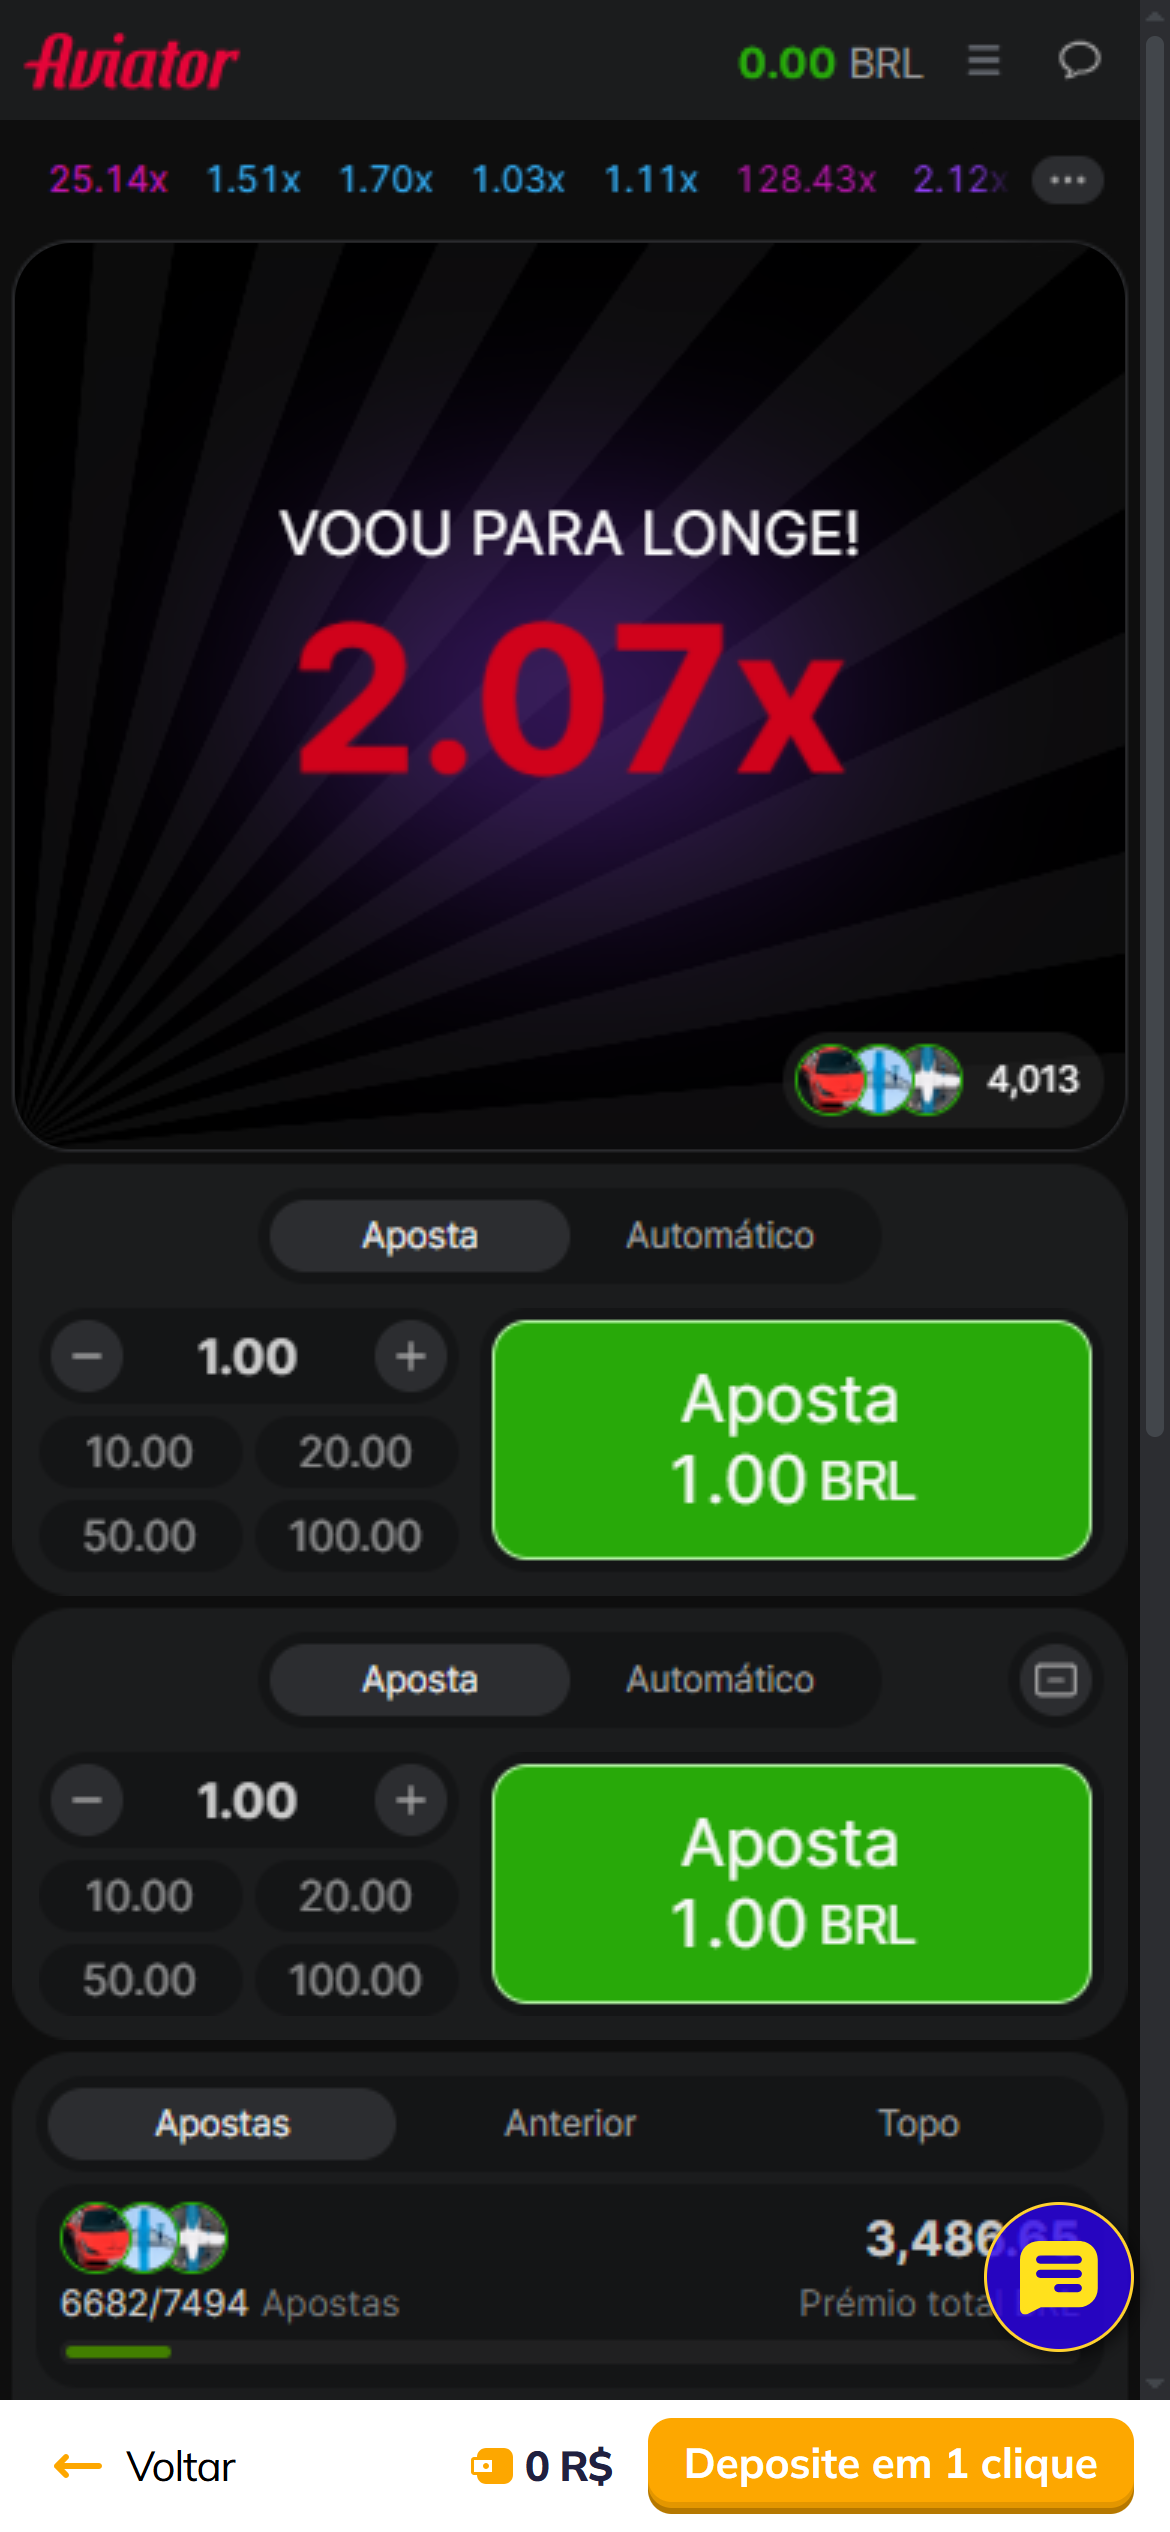 Aviator
0.00 BRL
25.14x 1.51x 1.70x 1.03x 1.11x 128.43x 2.12x
VOOU PARA LONGE!
2.07x
4,013
Aposta Automático
1.00
10.00 20.00
50.00 100.00
Aposta
1.00 BRL
Aposta Automático
1.00
10.00 20.00
50.00 100.00
Aposta
1.00 BRL
Apostas Anterior Topo
3,486.65
6682/7494 Apostas
Prémio total BRL
Voltar
0 R$
Deposite em 1 clique